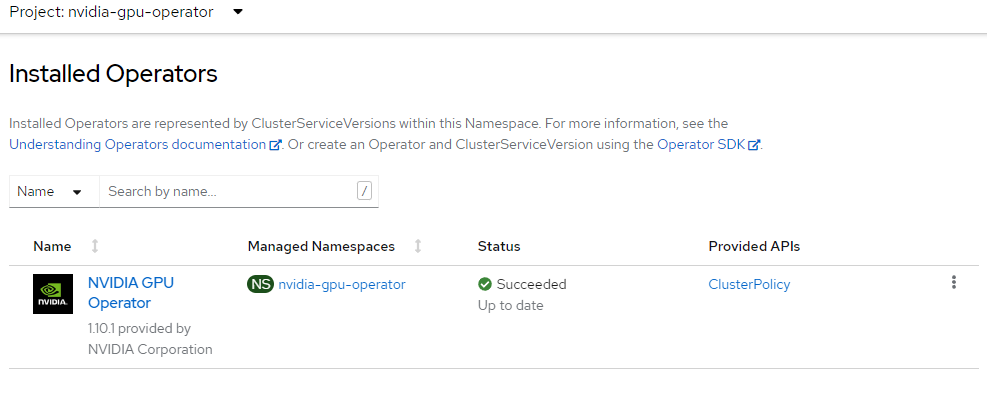 Project: nvidia-gpu-operator
Installed Operators
Installed Operators are represented by ClusterServiceVersions within this Namespace. For more information, see the
Understanding Operators documentation. Or create an Operator and ClusterServiceVersion using the Operator SDK.
Name Search by name... /
Name Managed Namespaces Status Provided APIs
NVIDIA GPU NS nvidia-gpu-operator Succeeded ClusterPolicy
nVIDIA. Operator Up to date
1.10.1 provided by
NVIDIA Corporation